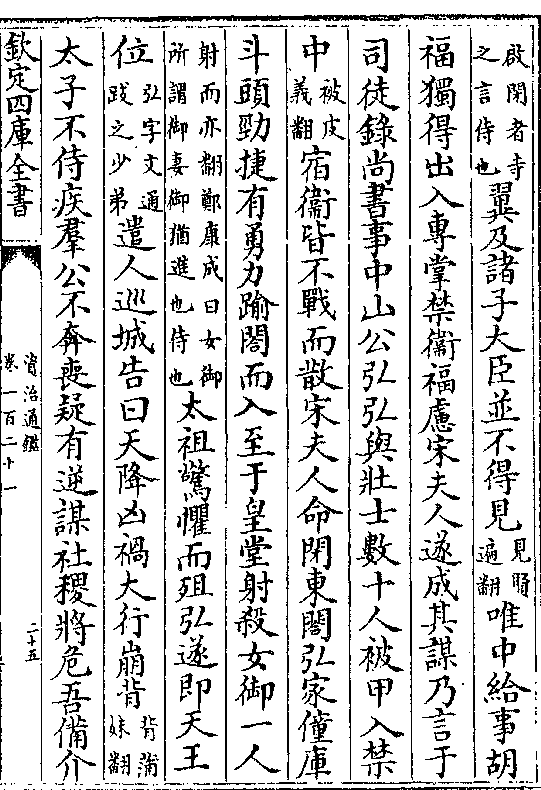 啟閉者寺之言侍也翼及諸子大臣並不得見見賢遍翻唯中給事胡
福獨得出入專掌禁衞福慮宋夫人遂成其謀乃言于
司徒錄尚書事中山公弘弘與壯士數十人被甲入禁
中被皮義翻宿衞皆不戰而散宋夫人命閉東閤弘家僮庫
斗頭勁捷有勇力踰閤而入至于皇堂射殺女御一人
射而亦翻鄭康成曰女御所謂御妻御猶進也侍也太祖驚懼而殂弘遂即天王
位弘字文通跋之少弟遣人巡城告曰天降凶禍大行崩背背蒲妹翻
太子不侍疾羣公不奔喪疑有逆謀社稷將危吾備介
欽定四庫全書
資治通鑑
卷一百二十一
二十五